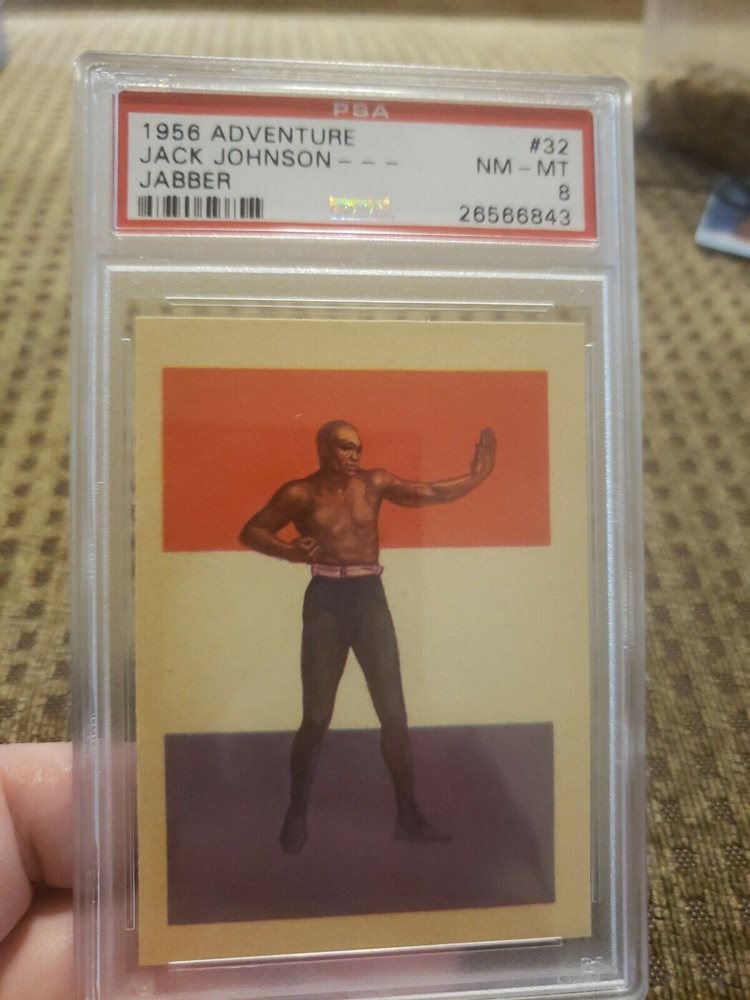 PSA
1956 ADVENTURE #32
JACK JOHNSON - - - NM - MT
JABBER 8
26566843